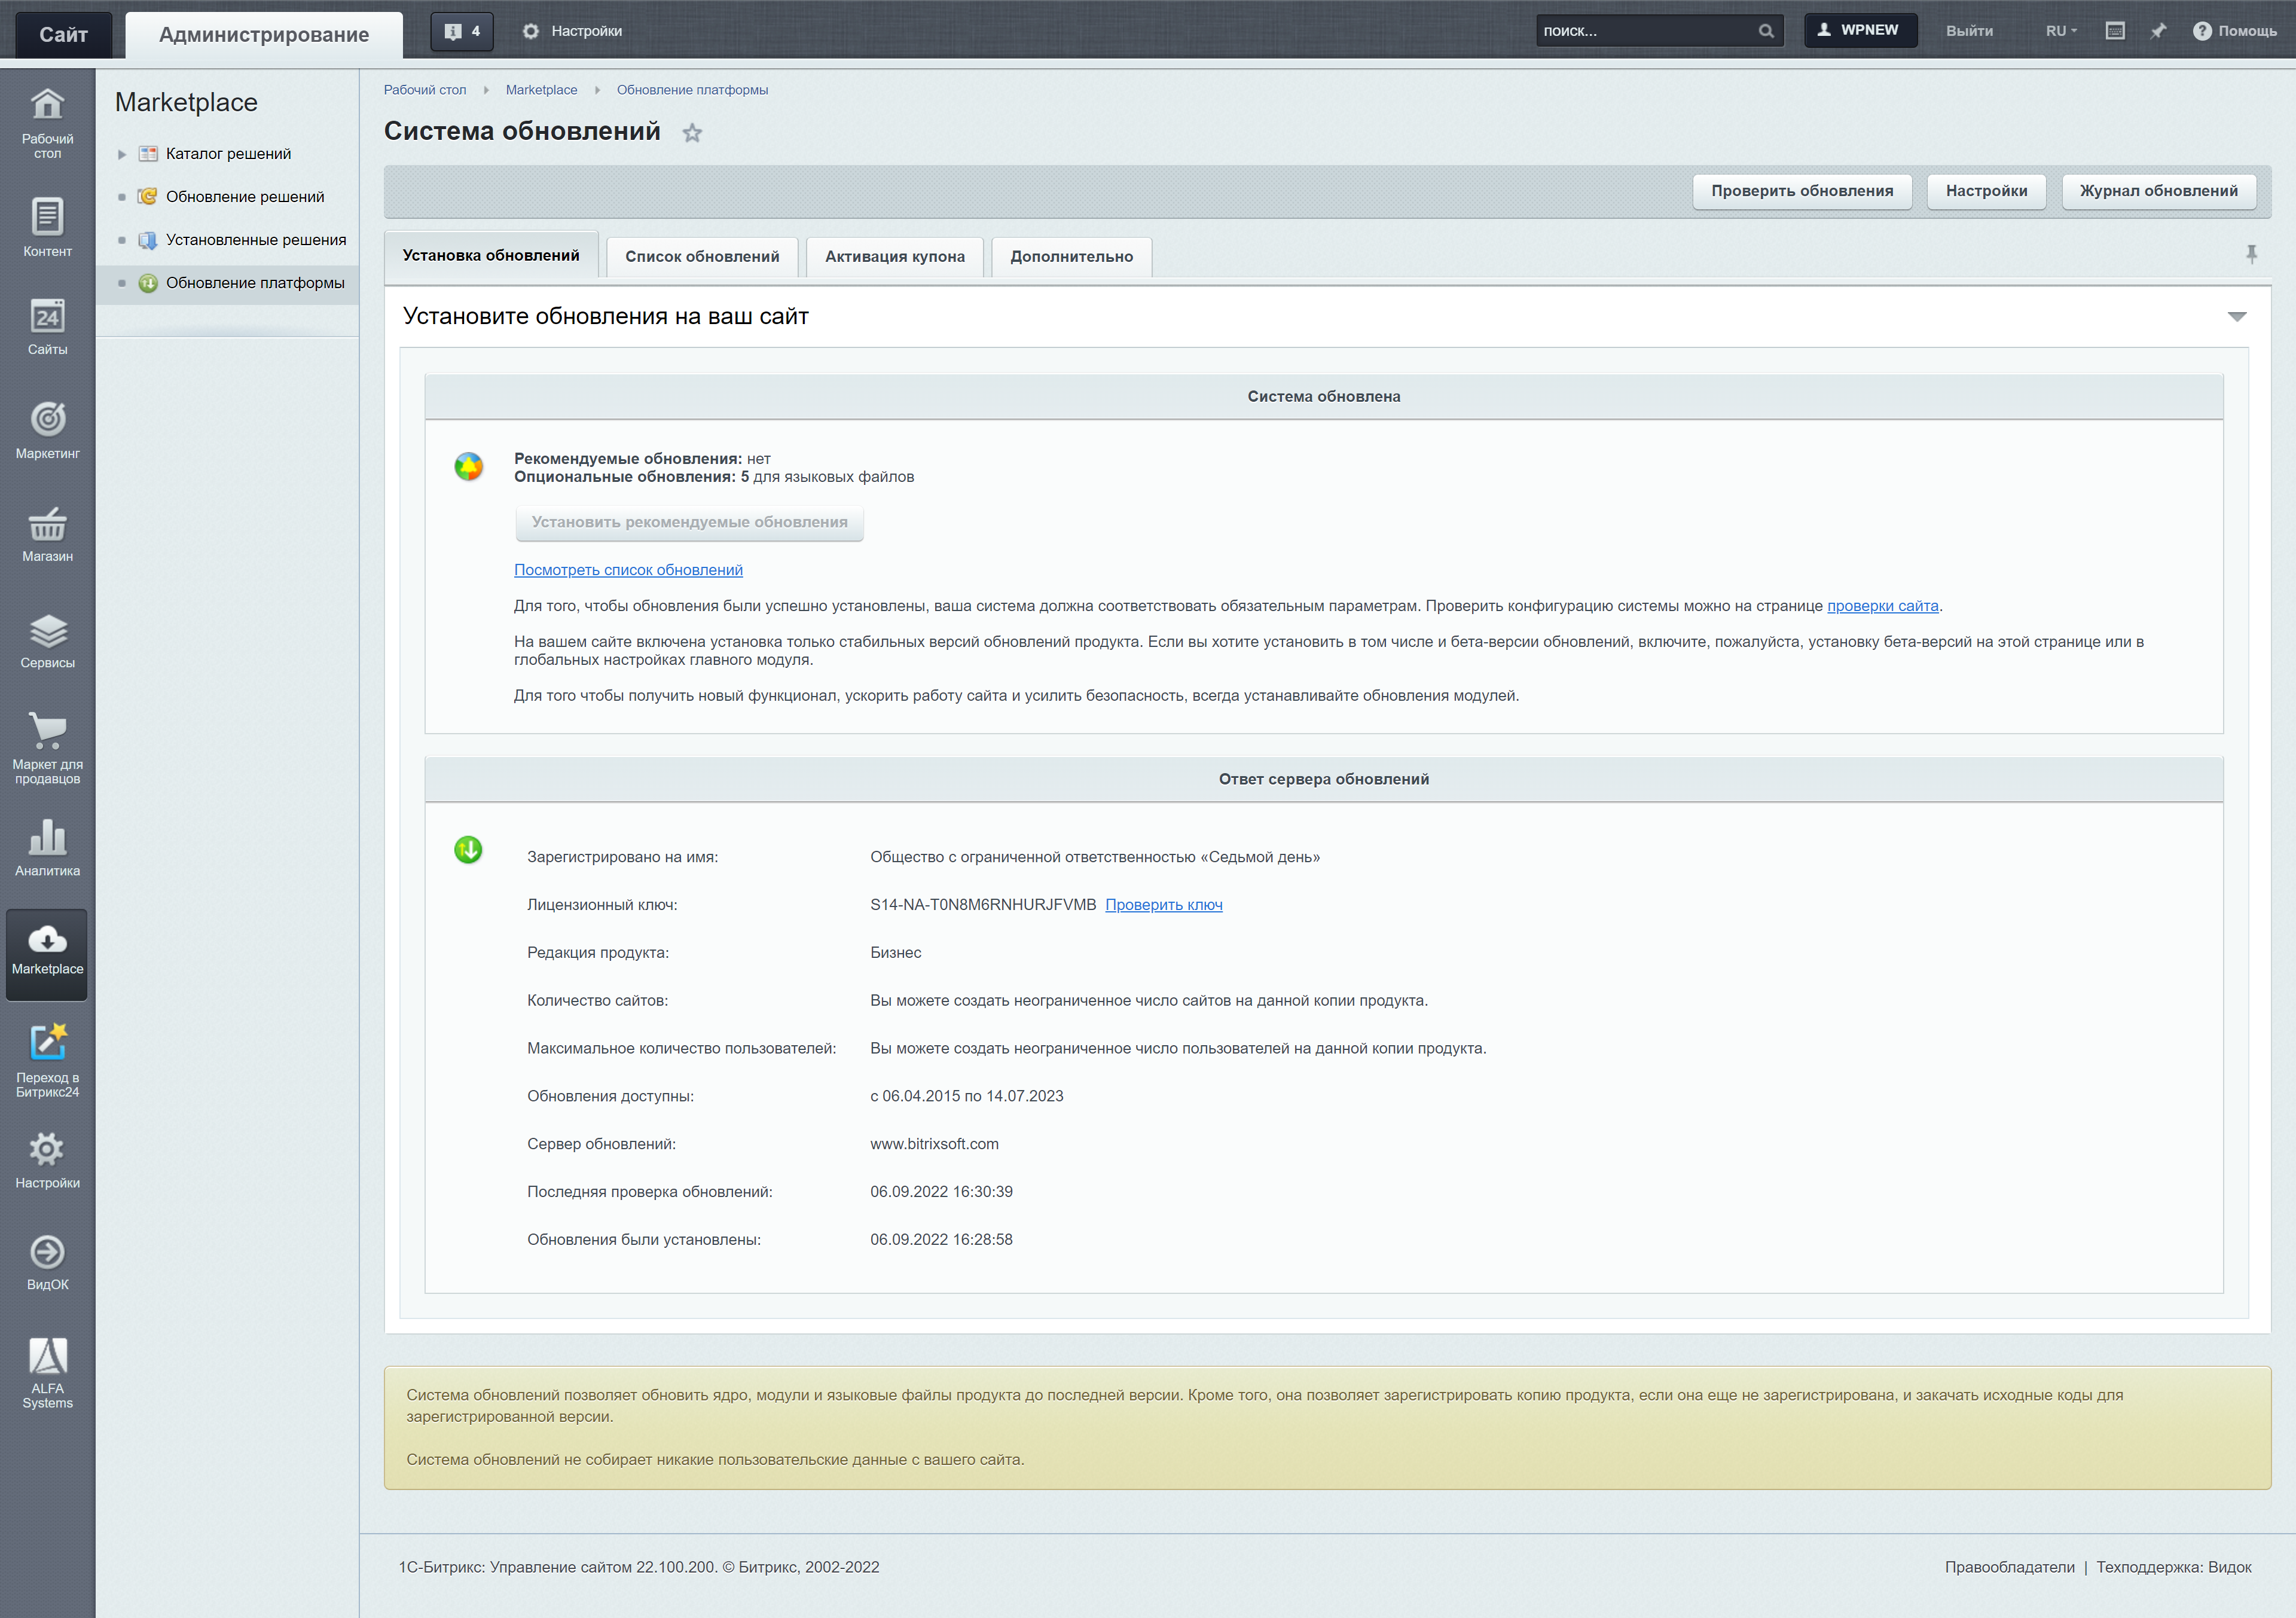 Сайт
Администрирование
4
Настройки
поиск...
WPNEW
Выйти
RU
Помощь
Рабочий стол
Контент
24
Сайты
Маркетинг
Магазин
Сервисы
Маркет для продавцов
Аналитика
Marketplace
Переход в Битрикс24
Настройки
ВидОК
ALFA Systems
Marketplace
Каталог решений
Обновление решений
Установленные решения
Обновление платформы
Рабочий стол
Marketplace
Обновление платформы
Система обновлений
Проверить обновления
Настройки
Журнал обновлений
Установка обновлений
Список обновлений
Активация купона
Дополнительно
Установите обновления на ваш сайт
Система обновлена
Рекомендуемые обновления: нет
Опциональные обновления: 5 для языковых файлов
Установить рекомендуемые обновления
Посмотреть список обновлений
Для того, чтобы обновления были успешно установлены, ваша система должна соответствовать обязательным параметрам. Проверить конфигурацию системы можно на странице проверки сайта.
На вашем сайте включена установка только стабильных версий обновлений продукта. Если вы хотите установить в том числе и бета-версии обновлений, включите, пожалуйста, установку бета-версий на этой странице или в
глобальных настройках главного модуля.
Для того чтобы получить новый функционал, ускорить работу сайта и усилить безопасность, всегда устанавливайте обновления модулей.
Ответ сервера обновлений
Зарегистрировано на имя: Общество с ограниченной ответственностью «Седьмой день»
Лицензионный ключ: S14-NA-T0N8M6RNHURJFVMB Проверить ключ
Редакция продукта: Бизнес
Количество сайтов: Вы можете создать неограниченное число сайтов на данной копии продукта.
Максимальное количество пользователей: Вы можете создать неограниченное число пользователей на данной копии продукта.
Обновления доступны: с 06.04.2015 по 14.07.2023
Сервер обновлений: www.bitrixsoft.com
Последняя проверка обновлений: 06.09.2022 16:30:39
Обновления были установлены: 06.09.2022 16:28:58
Система обновлений позволяет обновить ядро, модули и языковые файлы продукта до последней версии. Кроме того, она позволяет зарегистрировать копию продукта, если она еще не зарегистрирована, и закачать исходные коды для
зарегистрированной версии.
Система обновлений не собирает никакие пользовательские данные с вашего сайта.
1С-Битрикс: Управление сайтом 22.100.200. © Битрикс, 2002-2022
Правообладатели | Техподдержка: Видок